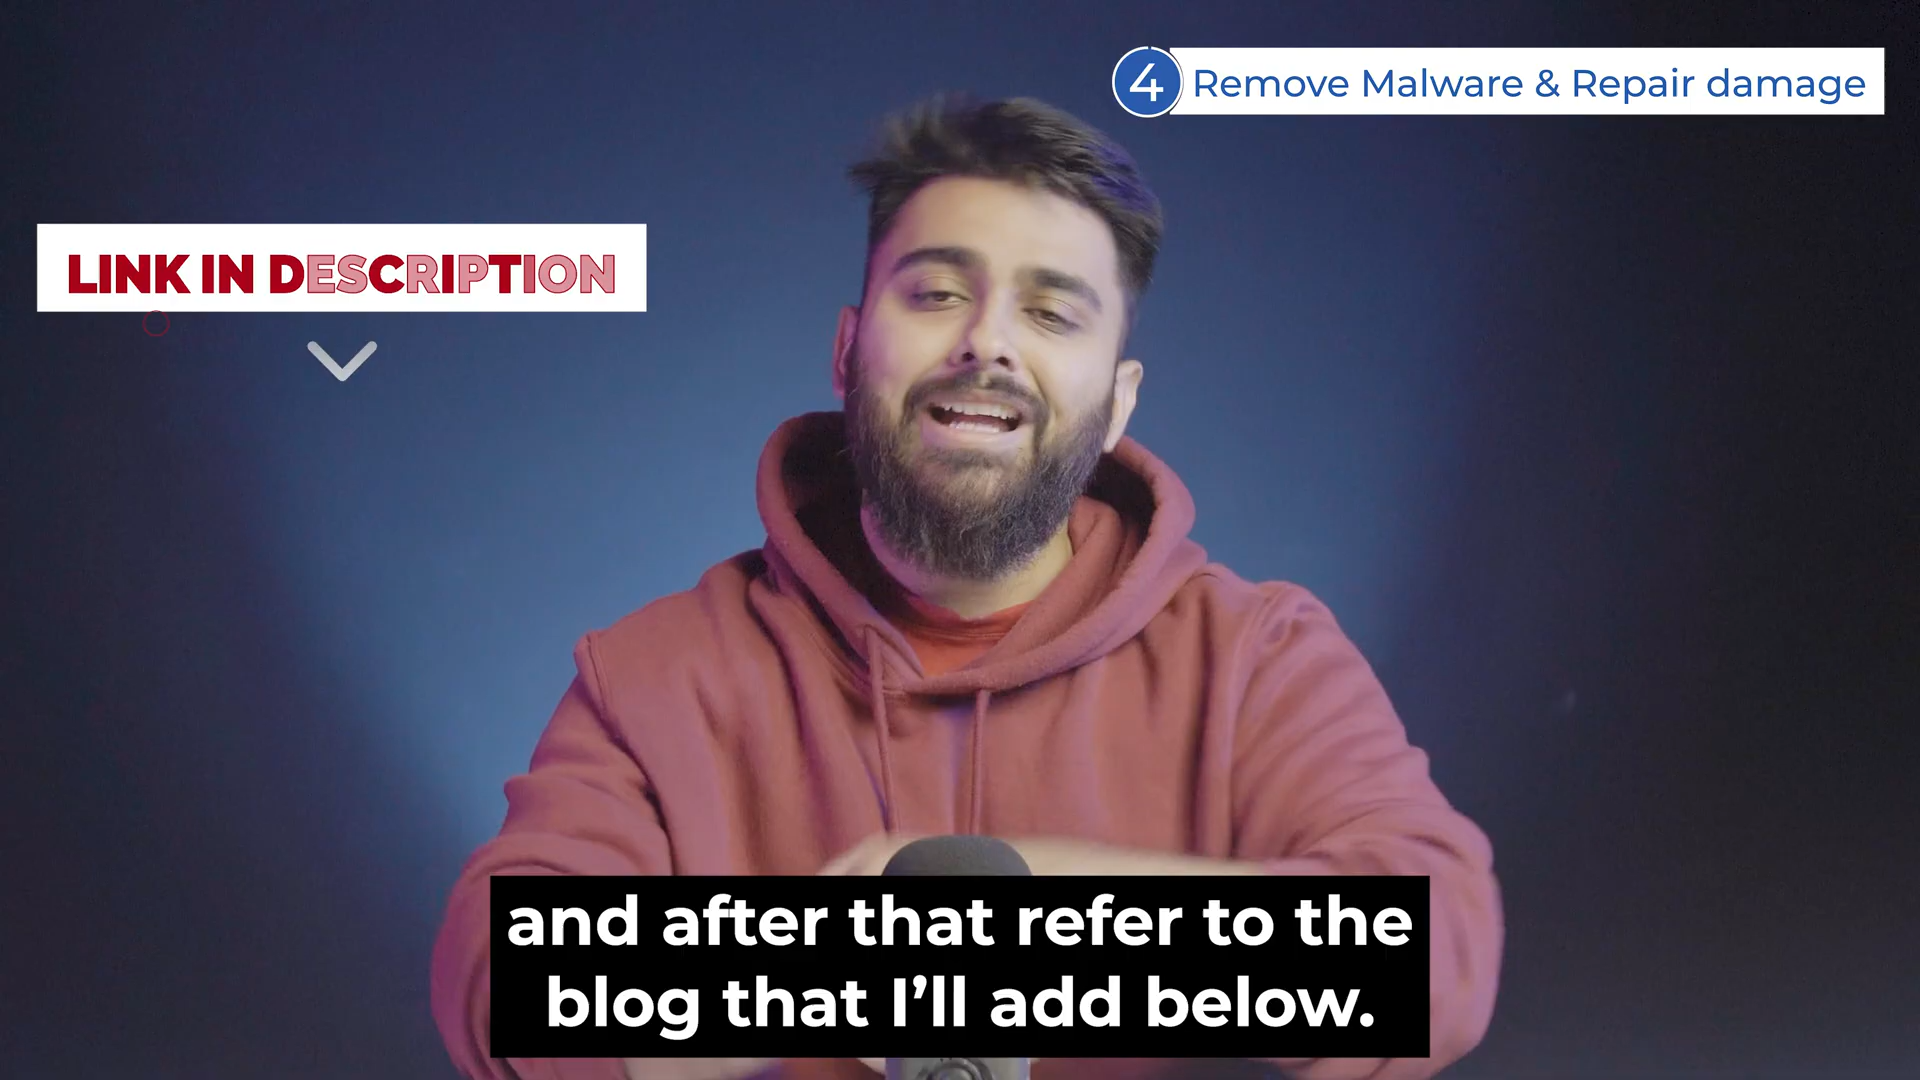 4 Remove Malware & Repair damage
LINK IN DESCRIPTION
and after that refer to the
blog that I’ll add below.